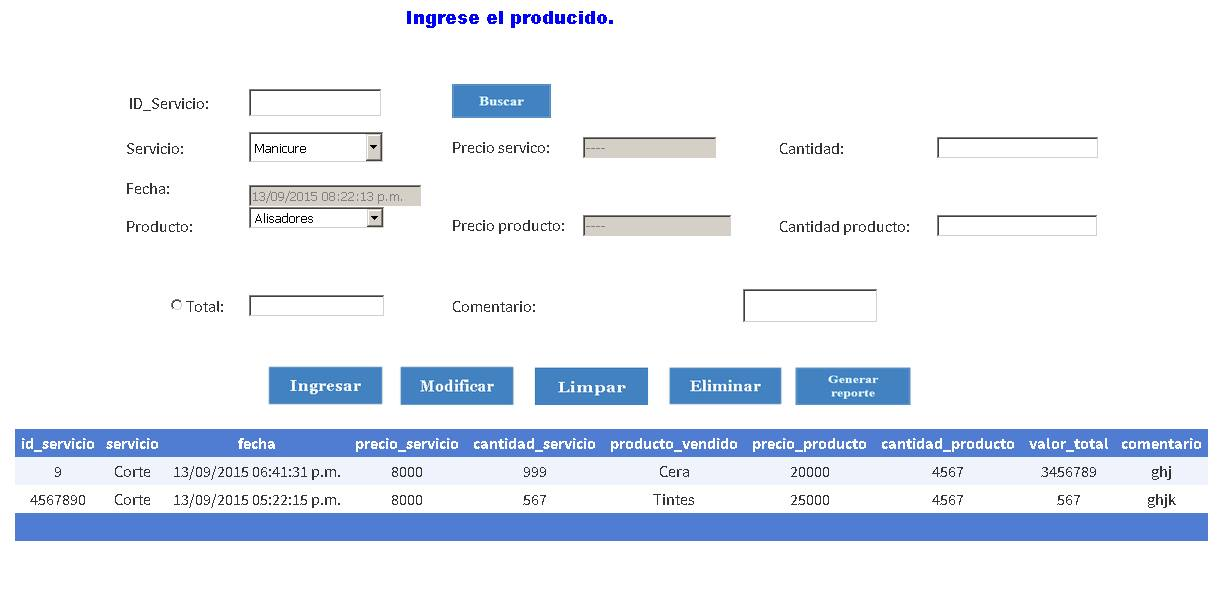 Ingrese el producido.
ID_Servicio: Buscar
Servicio: Manicure Precio servico: ---- Cantidad:
Fecha: 13/09/2015 08:22:13 p.m.
Producto: Alisadores Precio producto: ---- Cantidad producto:
Total: Comentario:
Ingresar Modificar Limpar Eliminar Generar reporte
id_servicio servicio fecha precio_servicio cantidad_servicio producto_vendido precio_producto cantidad_producto valor_total comentario
9 Corte 13/09/2015 06:41:31 p.m. 8000 999 Cera 20000 4567 3456789 ghj
4567890 Corte 13/09/2015 05:22:15 p.m. 8000 567 Tintes 25000 4567 567 ghjk